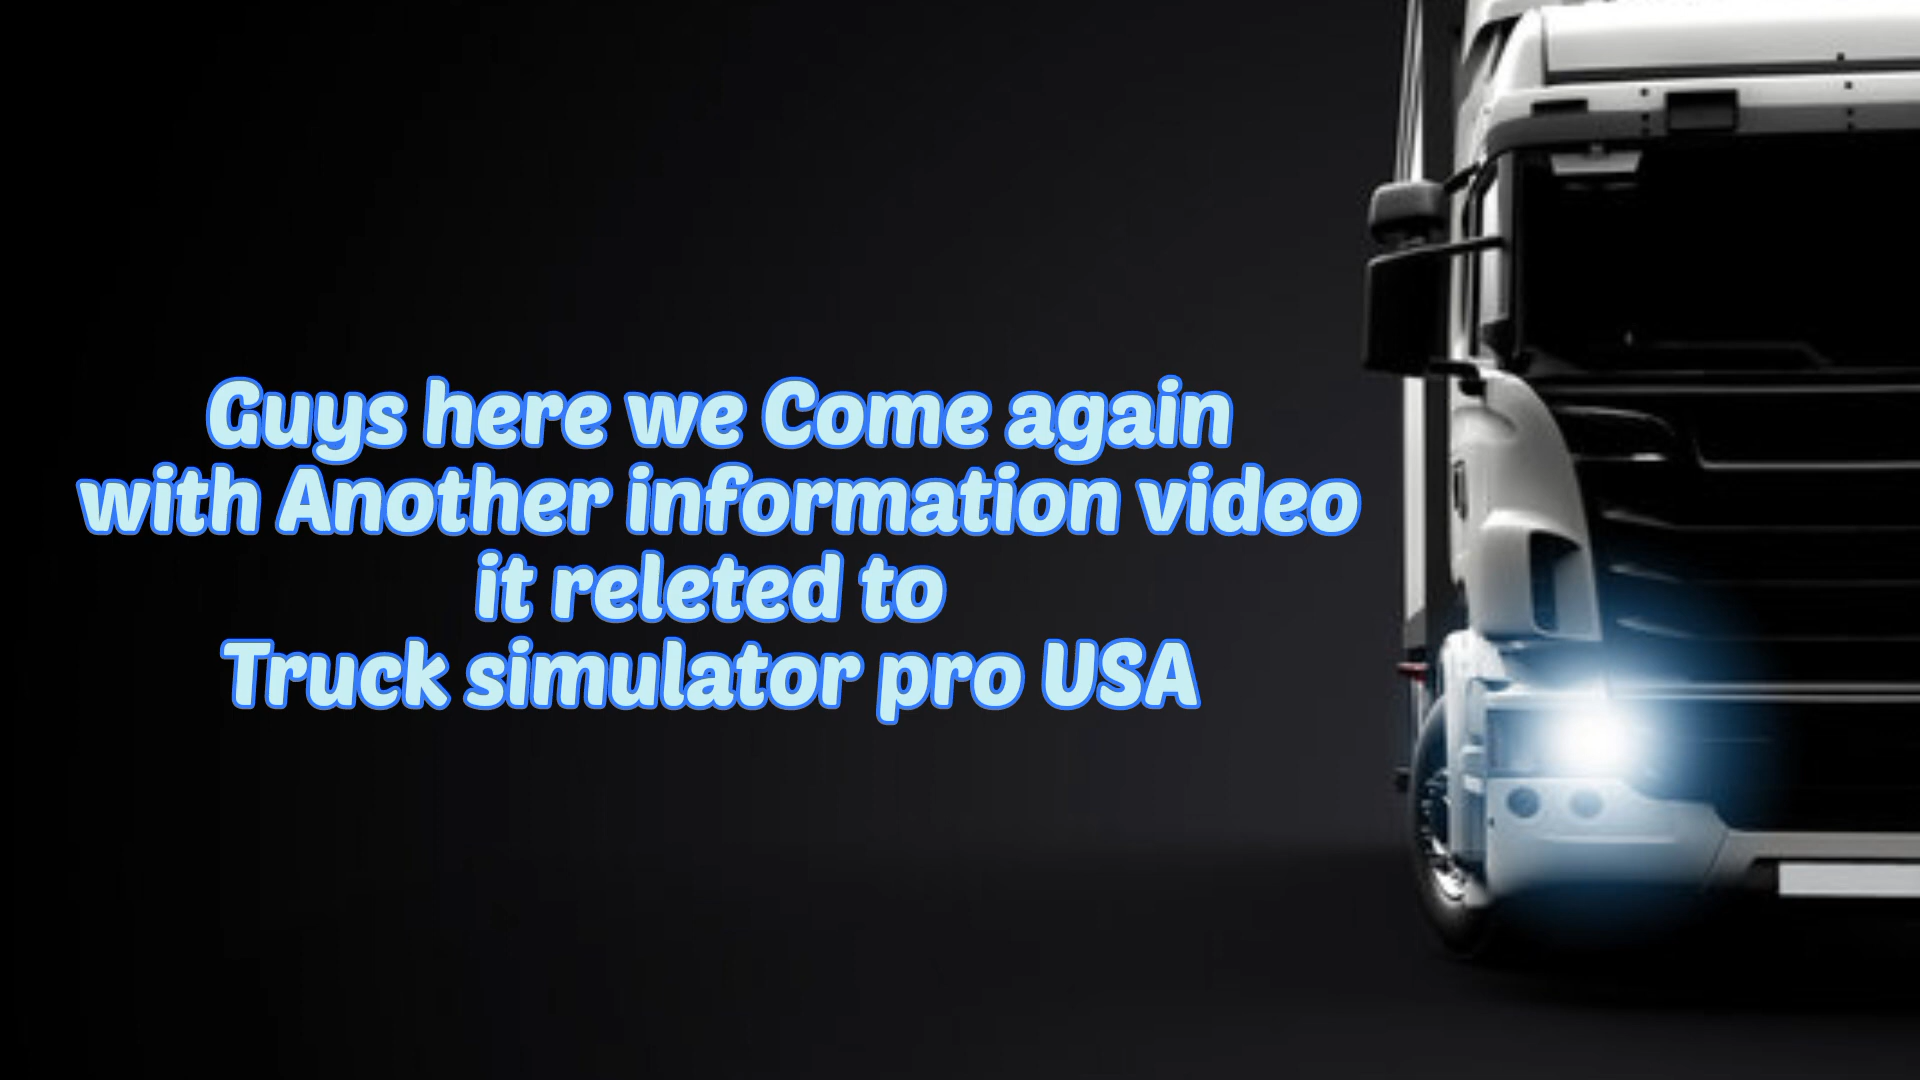 Guys here we Come again
with Another information video
it releted to
Truck simulator pro USA